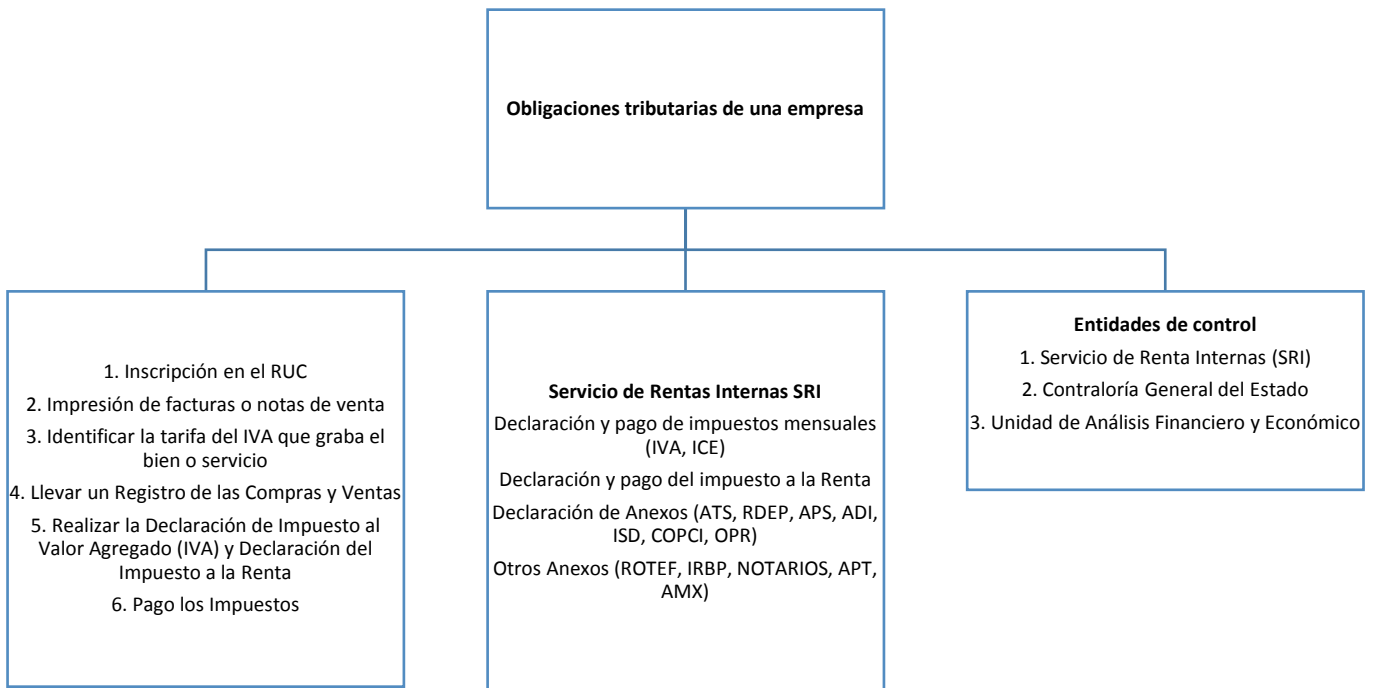 Obligaciones tributarias de una empresa
1. Inscripción en el RUC
2. Impresión de facturas o notas de venta
3. Identificar la tarifa del IVA que graba el
bien o servicio
4. Llevar un Registro de las Compras y Ventas
5. Realizar la Declaración de Impuesto al
Valor Agregado (IVA) y Declaración del
Impuesto a la Renta
6. Pago los Impuestos
Servicio de Rentas Internas SRI
Declaración y pago de impuestos mensuales
(IVA, ICE)
Declaración y pago del impuesto a la Renta
Declaración de Anexos (ATS, RDEP, APS, ADI,
ISD, COPCI, OPR)
Otros Anexos (ROTEF, IRBP, NOTARIOS, APT,
AMX)
Entidades de control
1. Servicio de Renta Internas (SRI)
2. Contraloría General del Estado
3. Unidad de Análisis Financiero y Económico